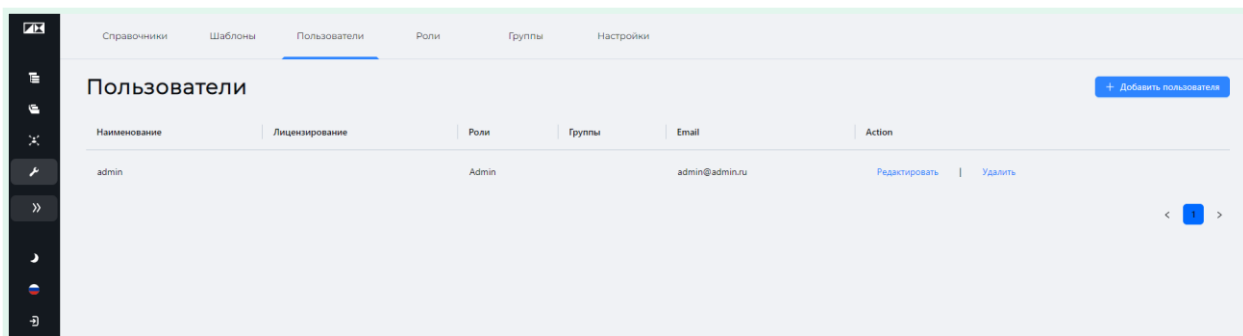 Справочники Шаблоны Пользователи Роли Группы Настройки
Пользователи
+ Добавить пользователя
Наименование Лицензирование Роли Группы Email Action
admin Admin admin@admin.ru Редактировать | Удалить
< 1 >